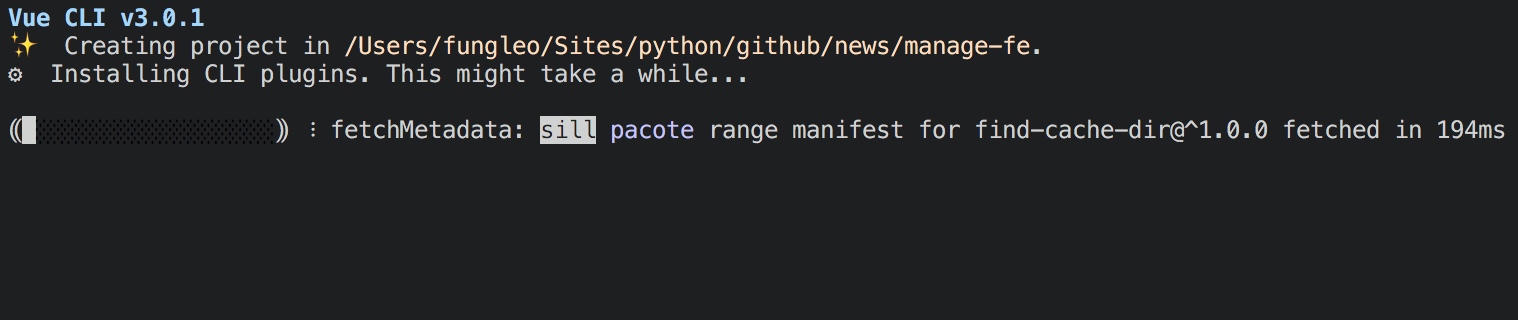 Vue CLI v3.0.1
✨  Creating project in /Users/fungleo/Sites/python/github/news/manage-fe.
⚙  Installing CLI plugins. This might take a while...
⸨█░░░░░░░░░░░░░░░░░⸩ ⠸ fetchMetadata: sill pacote range manifest for find-cache-dir@^1.0.0 fetched in 194ms